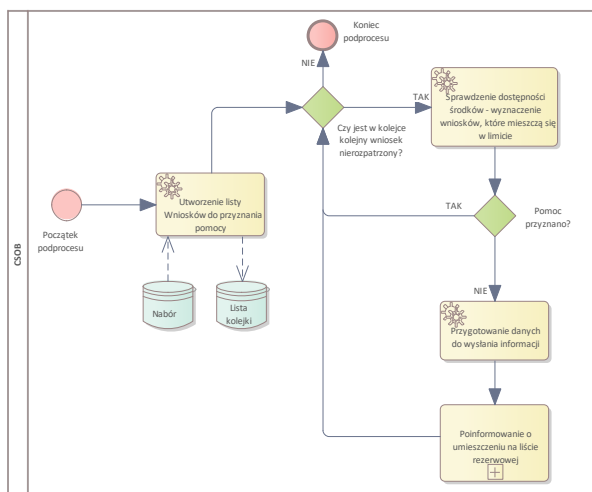 CSOB
Koniec
podprocesu
NIE
TAK
Sprawdzenie dostępności
środków - wyznaczenie
wniosków, które mieszczą się
w limicie
Czy jest w kolejce
kolejny wniosek
nierozpatrzony?
Utworzenie listy
Wniosków do przyznania
pomocy
Początek
podprocesu
TAK
Pomoc
przyznano?
Nabór
Lista
kolejki
NIE
Przygotowanie danych
do wysłania informacji
Poinformowanie o
umieszczeniu na liście
rezerwowej